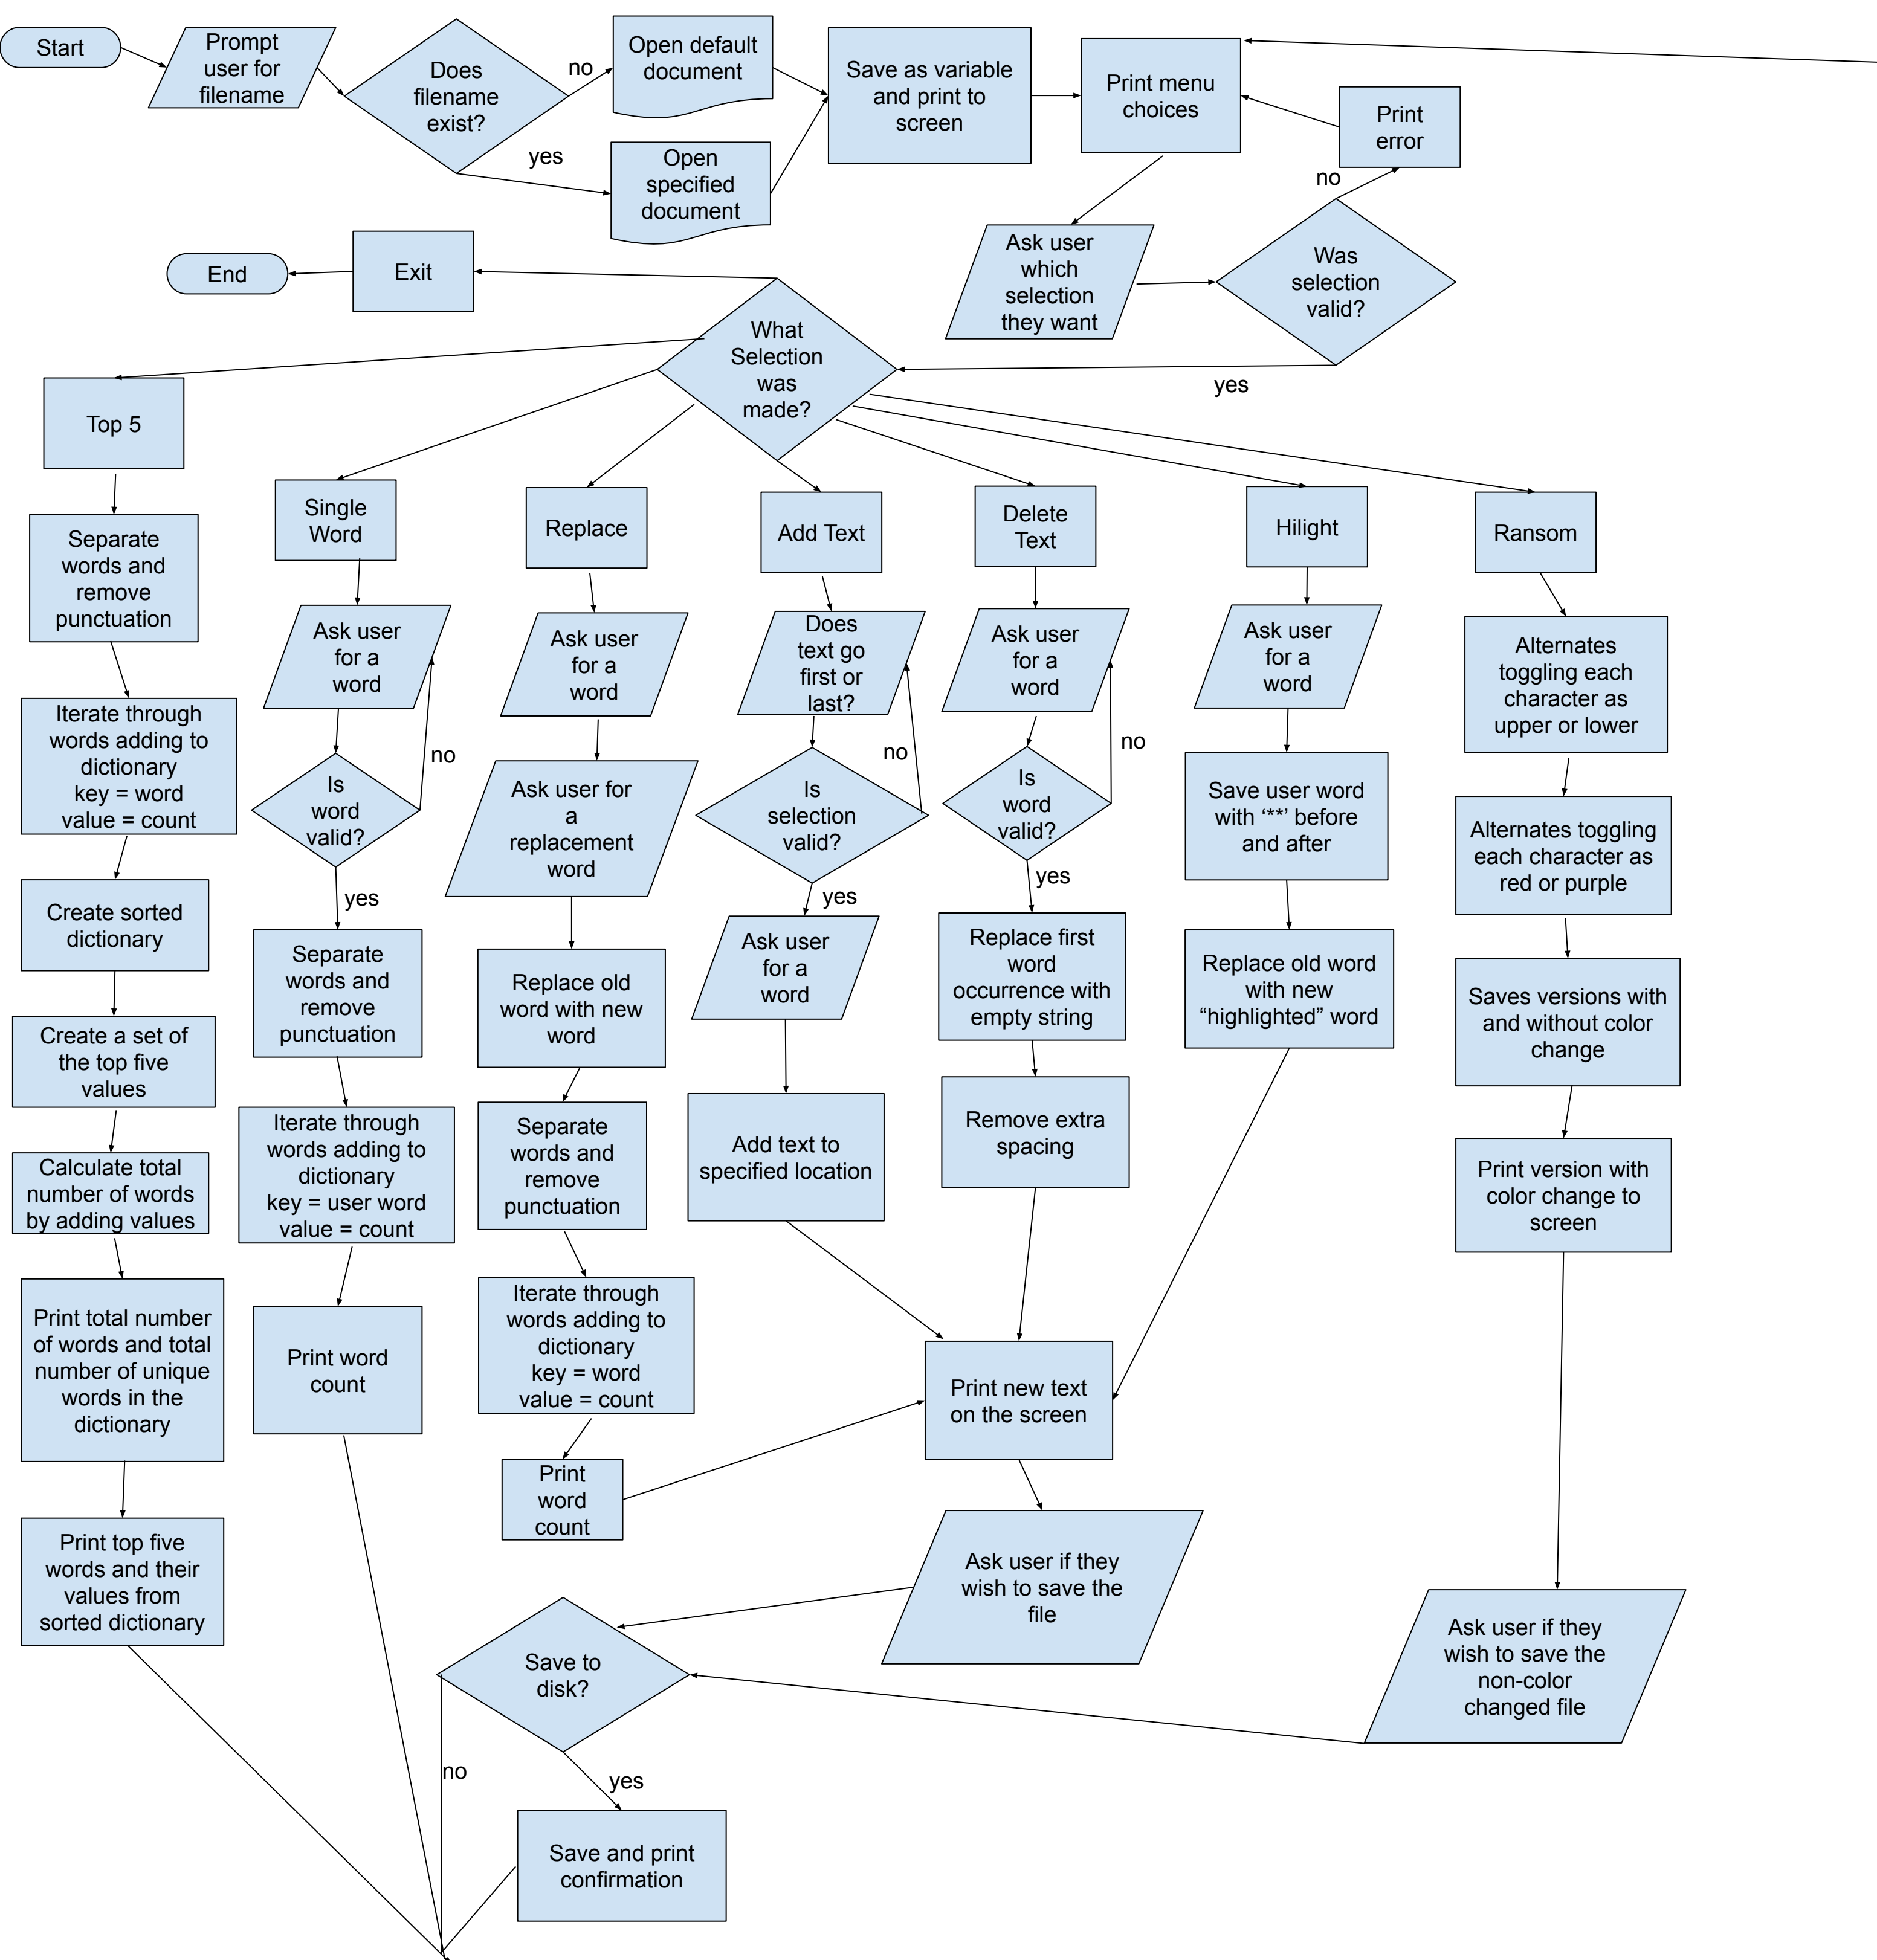 Start
Prompt
user for
filename
Does
filename
exist?
no
Open default
document
yes
Open
specified
document
Save as variable
and print to
screen
Print menu
choices
Print
error
no
Ask user
which
selection
they want
Was
selection
valid?
yes
End
Exit
What
Selection
was
made?
Top 5
Separate
words and
remove
punctuation
Iterate through
words adding to
dictionary
key = word
value = count
Create sorted
dictionary
Create a set of
the top five
values
Calculate total
number of words
by adding values
Print total number
of words and total
number of unique
words in the
dictionary
Print top five
words and their
values from
sorted dictionary
Single
Word
Ask user
for a
word
no
Is
word
valid?
yes
Separate
words and
remove
punctuation
Iterate through
words adding to
dictionary
key = user word
value = count
Print word
count
Replace
Ask user
for a
word
Ask user for
a
replacement
word
Replace old
word with new
word
Separate
words and
remove
punctuation
Iterate through
words adding to
dictionary
key = word
value = count
Print
word
count
Add Text
Does
text go
first or
last?
no
Is
selection
valid?
yes
Ask user
for a
word
Add text to
specified location
Delete
Text
Ask user
for a
word
no
Is
word
valid?
yes
Replace first
word
occurrence with
empty string
Remove extra
spacing
Hilight
Ask user
for a
word
Save user word
with ‘**’ before
and after
Replace old word
with new
“highlighted” word
Ransom
Alternates
toggling each
character as
upper or lower
Alternates toggling
each character as
red or purple
Saves versions with
and without color
change
Print version with
color change to
screen
Print new text
on the screen
Ask user if they
wish to save the
file
Ask user if they
wish to save the
non-color
changed file
Save to
disk?
no
yes
Save and print
confirmation